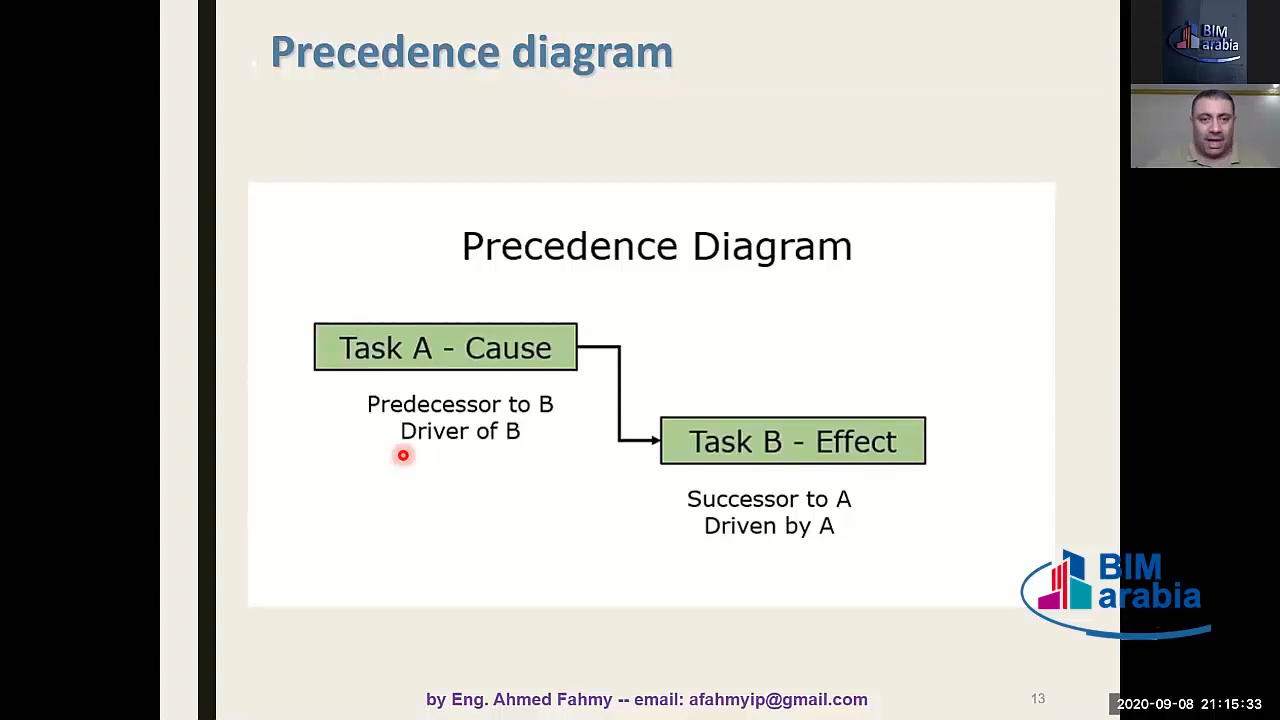 Precedence diagram
BIM
arabia
Precedence Diagram
Task A - Cause
Predecessor to B
Driver of B
Task B - Effect
Successor to A
Driven by A
BIM
arabia
by Eng. Ahmed Fahmy -- email: afahmyip@gmail.com
13
2020-09-08 21:15:33